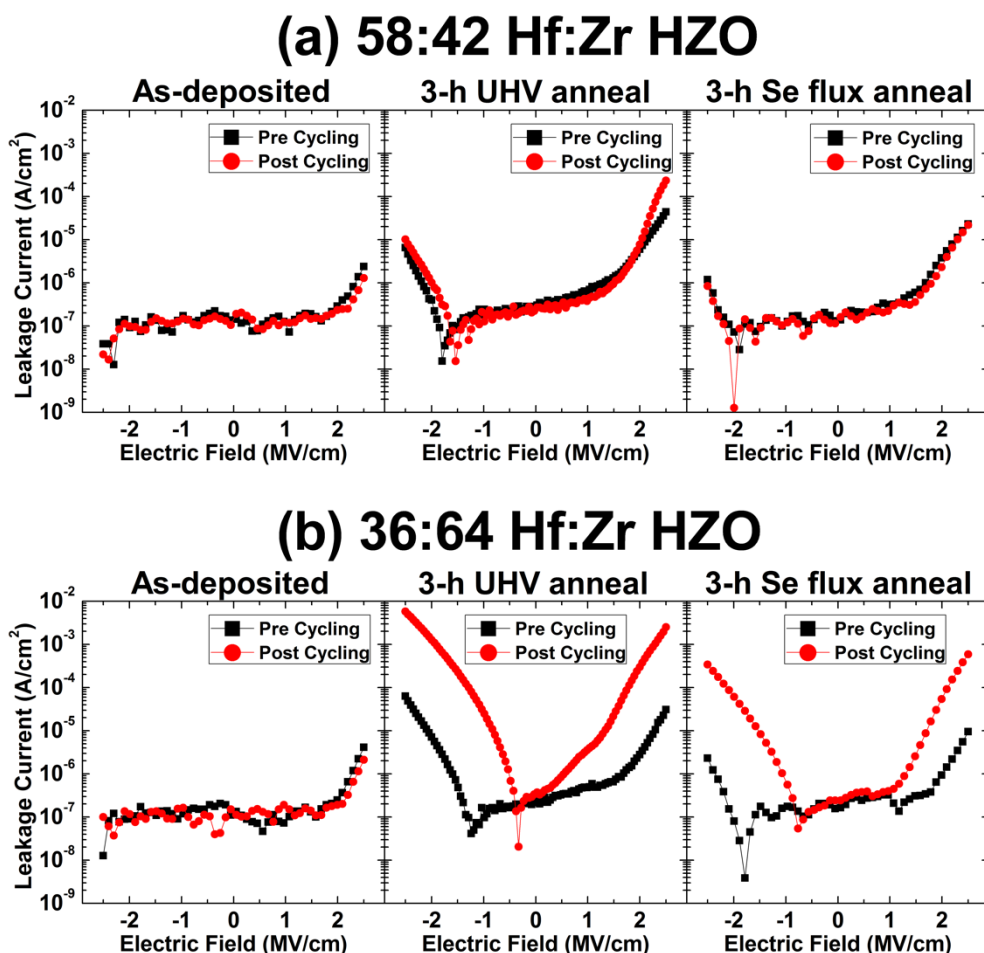 (a) 58:42 Hf:Zr HZO
As-deposited 3-h UHV anneal 3-h Se flux anneal
Pre Cycling Pre Cycling Pre Cycling
Post Cycling Post Cycling Post Cycling
Leakage Current (A/cm²)
10⁻²
10⁻³
10⁻⁴
10⁻⁵
10⁻⁶
10⁻⁷
10⁻⁸
10⁻⁹
-2 -1 0 1 2 -2 -1 0 1 2 -2 -1 0 1 2
Electric Field (MV/cm) Electric Field (MV/cm) Electric Field (MV/cm)
(b) 36:64 Hf:Zr HZO
As-deposited 3-h UHV anneal 3-h Se flux anneal
Pre Cycling Pre Cycling Pre Cycling
Post Cycling Post Cycling Post Cycling
Leakage Current (A/cm²)
10⁻²
10⁻³
10⁻⁴
10⁻⁵
10⁻⁶
10⁻⁷
10⁻⁸
10⁻⁹
-2 -1 0 1 2 -2 -1 0 1 2 -2 -1 0 1 2
Electric Field (MV/cm) Electric Field (MV/cm) Electric Field (MV/cm)